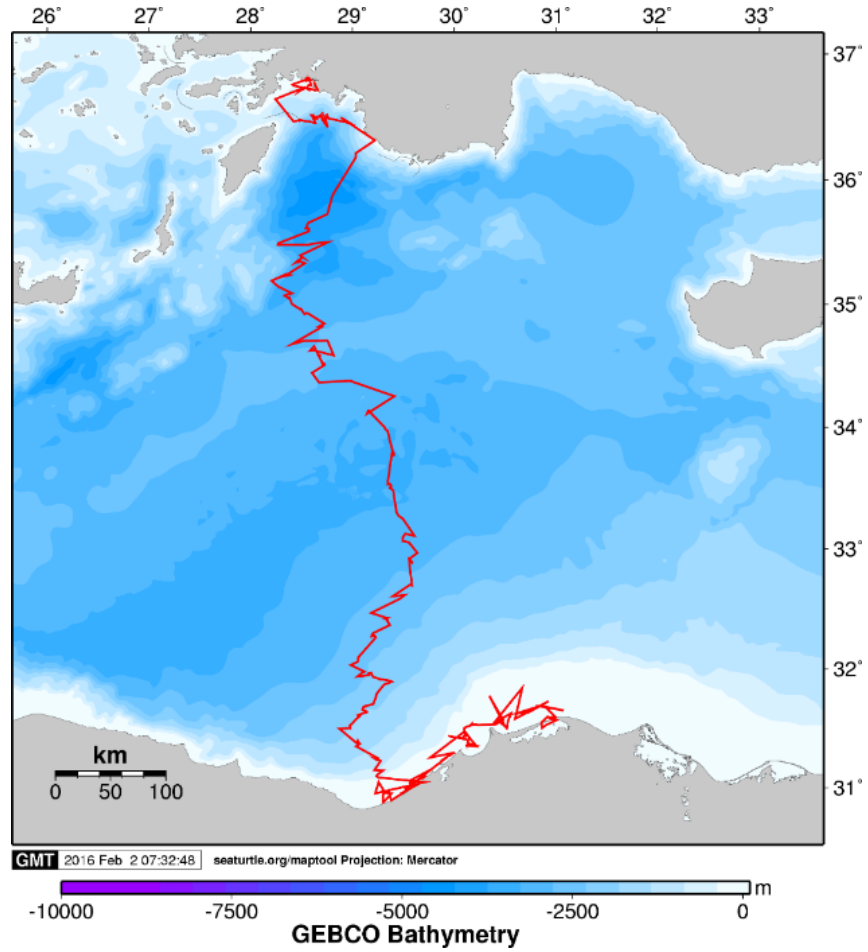 26° 27° 28° 29° 30° 31° 32° 33°
37°
36°
35°
34°
33°
32°
31°
km
0 50 100
GMT 2016 Feb 2 07:32:48 seaturtle.org/maptool Projection: Mercator
-10000 -7500 -5000 -2500 0 m
GEBCO Bathymetry